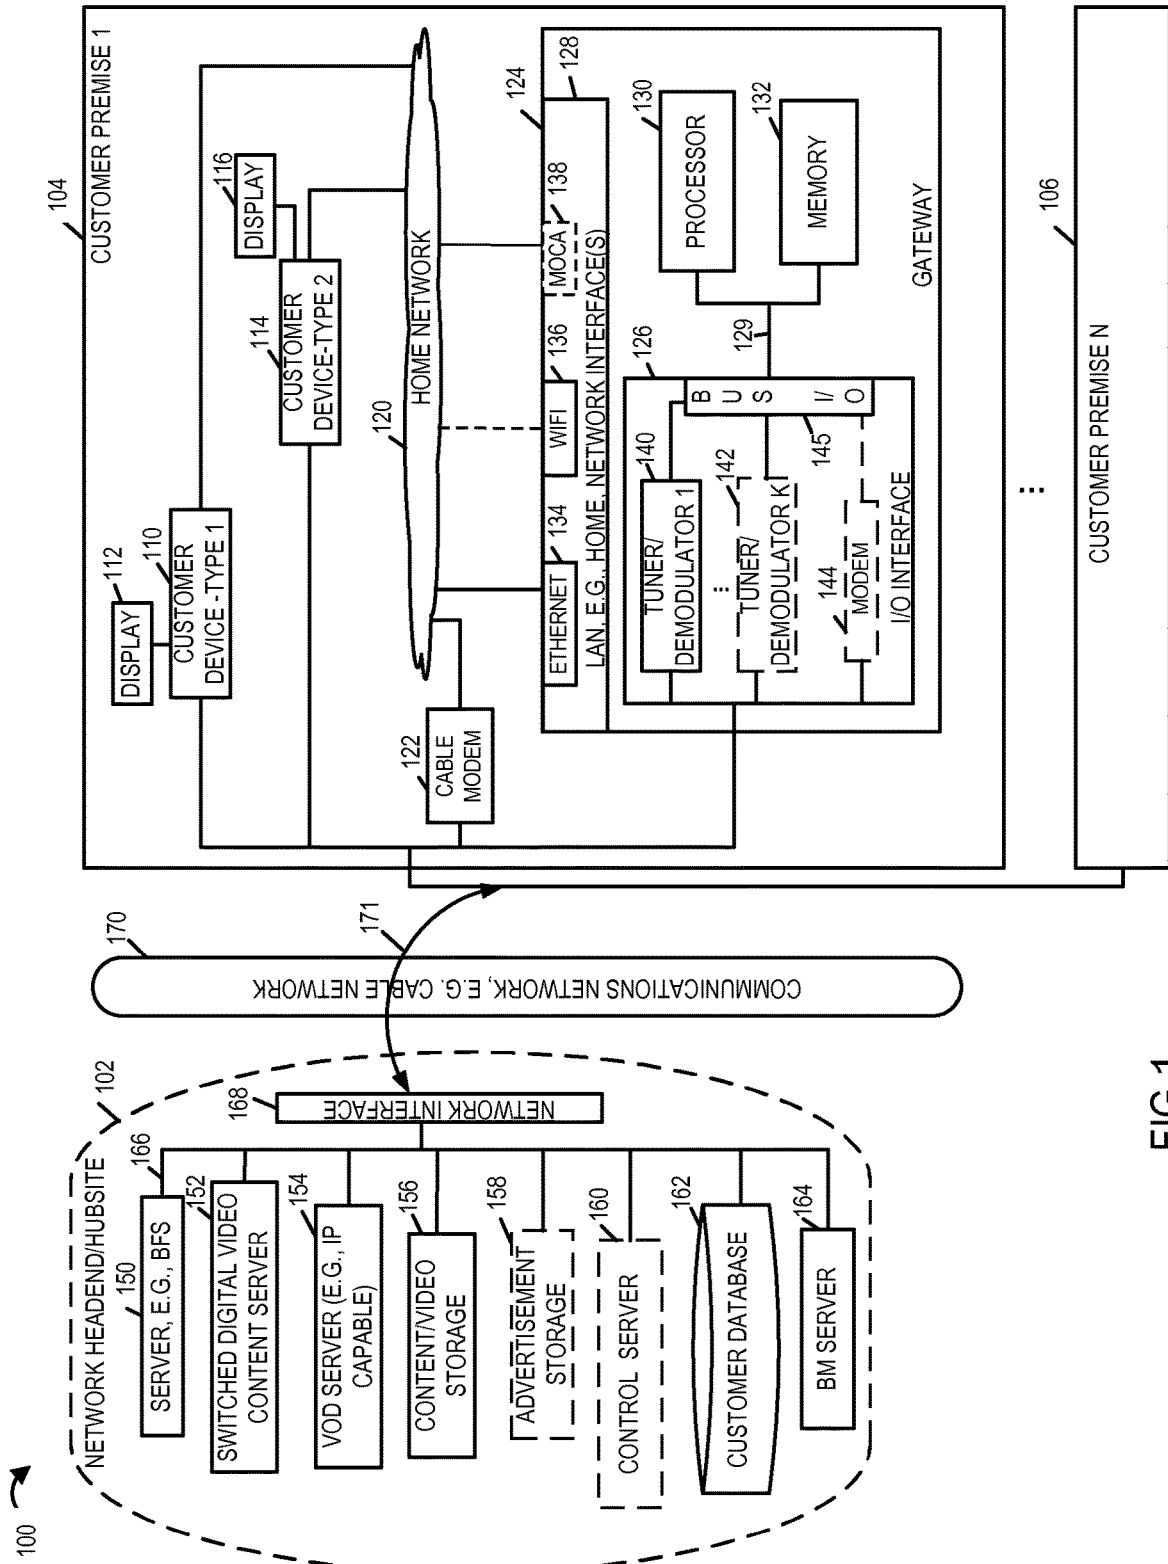 100
NETWORK HEADEND/HUBSITE
102
150
SERVER, E.G., BFS
166
152
SWITCHED DIGITAL VIDEO
CONTENT SERVER
154
VOD SERVER (E.G., IP
CAPABLE)
156
CONTENT/VIDEO
STORAGE
158
ADVERTISEMENT
STORAGE
160
CONTROL SERVER
162
CUSTOMER DATABASE
164
BM SERVER
168
NETWORK INTERFACE
170
171
COMMUNICATIONS NETWORK, E.G. CABLE NETWORK
104
CUSTOMER PREMISE 1
112
DISPLAY
110
CUSTOMER
DEVICE -TYPE 1
116
DISPLAY
114
CUSTOMER
DEVICE-TYPE 2
120
HOME NETWORK
122
CABLE
MODEM
124
128
134
ETHERNET
136
WIFI
138
MOCA
LAN, E.G., HOME, NETWORK INTERFACE(S)
126
140
TUNER/
DEMODULATOR 1
...
142
TUNER/
DEMODULATOR K
144
MODEM
I/O INTERFACE
BUS I/O
145
129
130
PROCESSOR
132
MEMORY
GATEWAY
...
106
CUSTOMER PREMISE N
FIG 1